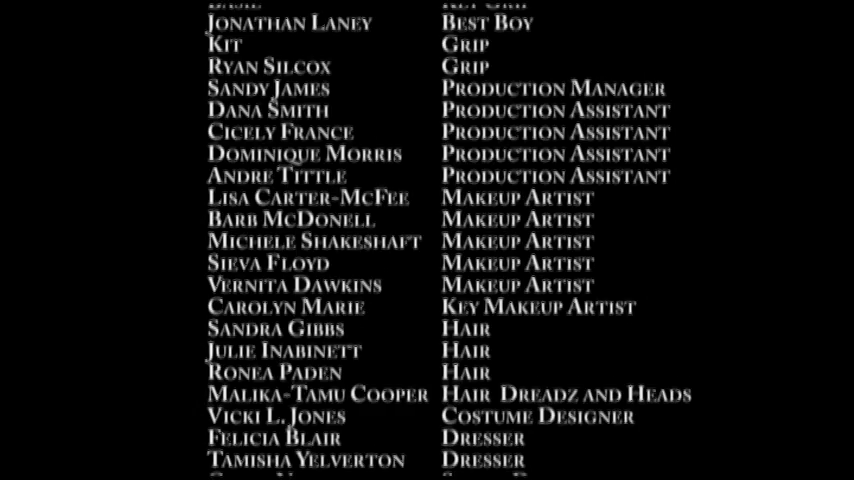 Jonathan Laney Best Boy
Kit Grip
Ryan Silcox Grip
Sandy James Production Manager
Dana Smith Production Assistant
Cicely France Production Assistant
Dominique Morris Production Assistant
Andre Tittle Production Assistant
Lisa Carter-McFee Makeup Artist
Barb McDonell Makeup Artist
Michele Shakeshaft Makeup Artist
Sieva Floyd Makeup Artist
Vernita Dawkins Makeup Artist
Carolyn Marie Key Makeup Artist
Sandra Gibbs Hair
Julie Inabinett Hair
Ronea Paden Hair
Malika-Tamu Cooper Hair Dreadz and Heads
Vicki L. Jones Costume Designer
Felicia Blair Dresser
Tamisha Yelverton Dresser